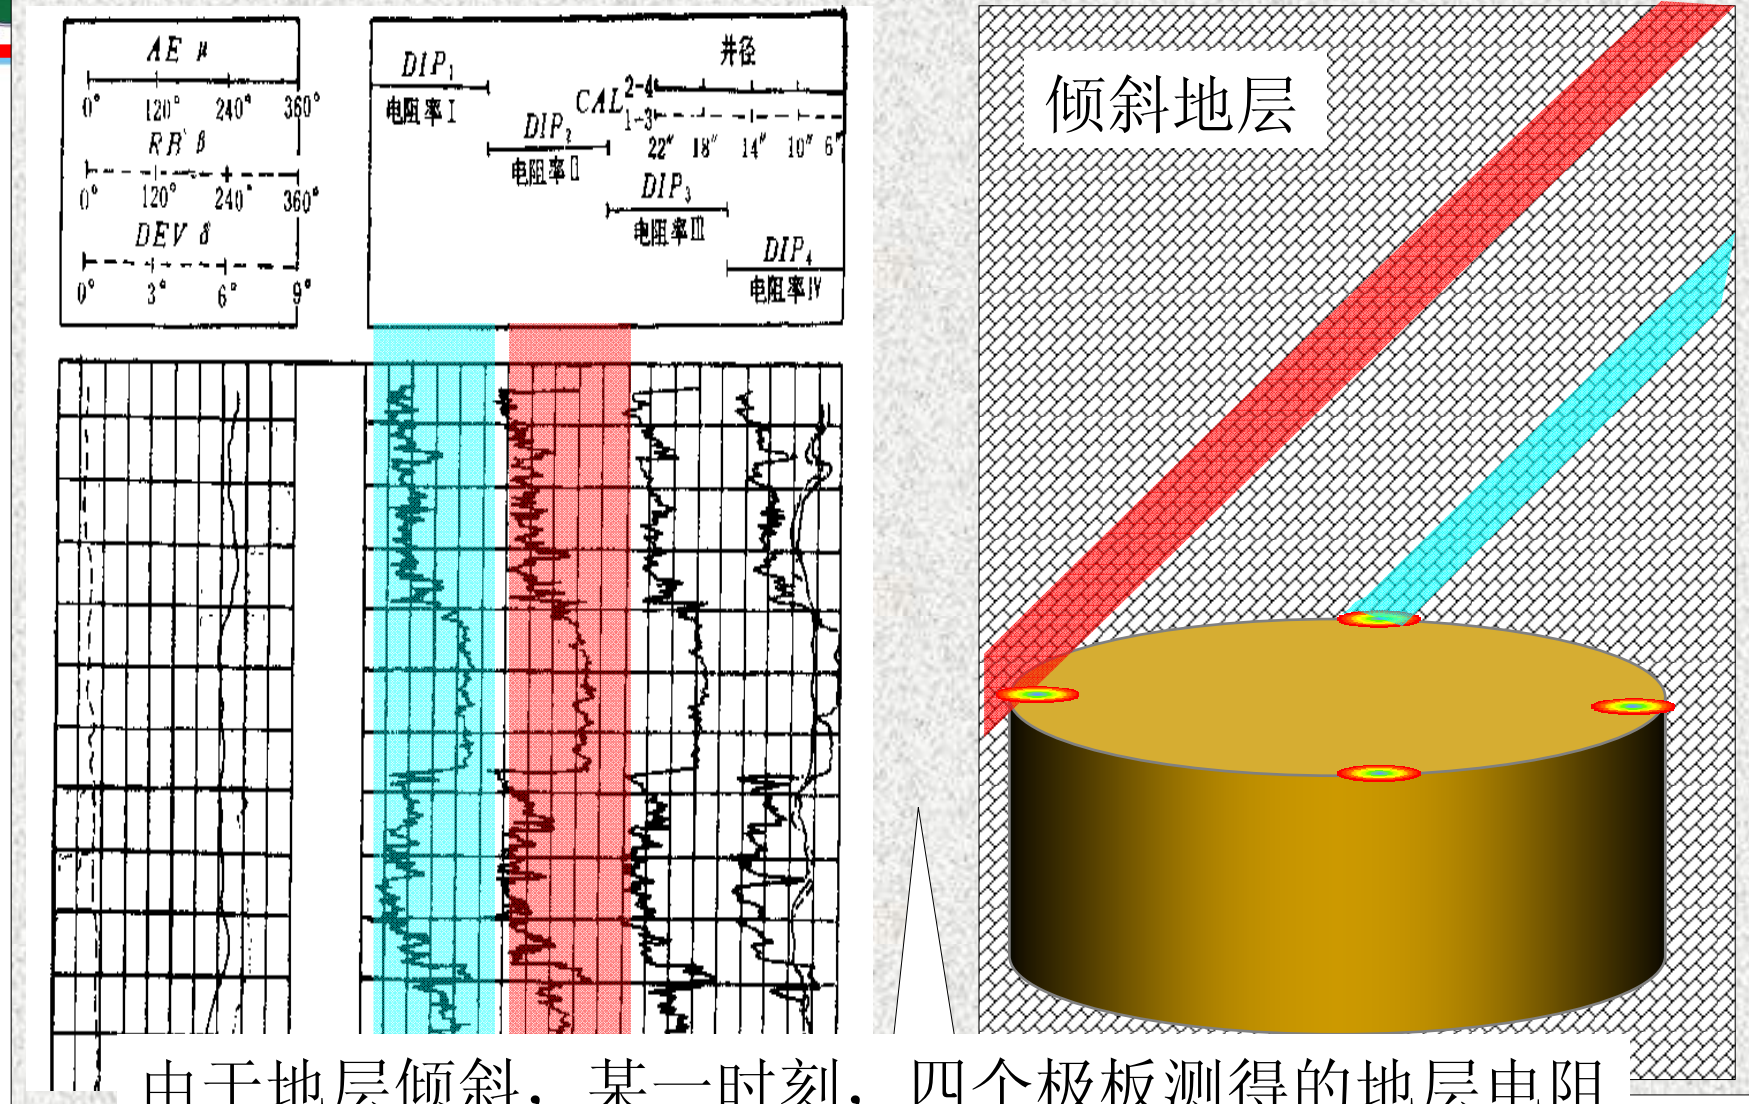 AE μ
0° 120° 240° 360°
RB β
0° 120° 240° 360°
DEV δ
0° 3° 6° 9°
DIP₁
电阻率Ⅰ
DIP₂
电阻率Ⅱ
井径
CAL
2-4
1-3
22″ 18″ 14″ 10″ 6″
DIP₃
电阻率Ⅲ
DIP₄
电阻率Ⅳ
倾斜地层
由于地层倾斜，某一时刻，四个极板测得的地层电阻